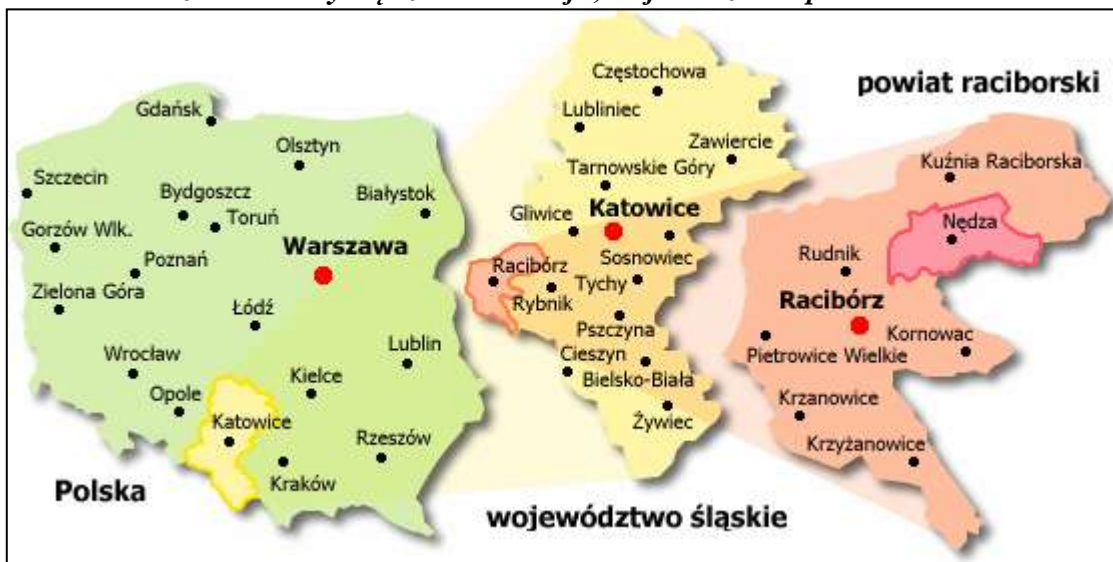 Gdańsk
Olsztyn
Szczecin
Bydgoszcz
Białystok
Toruń
Gorzów Wlk.
Warszawa
Poznań
Zielona Góra
Łódź
Wrocław
Lublin
Opole
Kielce
Katowice
Rzeszów
Kraków
Polska
Częstochowa
Lubliniec
Zawiercie
Tarnowskie Góry
Gliwice
Katowice
Racibórz
Sosnowiec
Rybnik
Tychy
Pszczyna
Cieszyn
Bielsko-Biała
Żywiec
województwo śląskie
powiat raciborski
Kuźnia Raciborska
Nędza
Rudnik
Racibórz
Kornowac
Pietrowice Wielkie
Krzanowice
Krzyżanowice